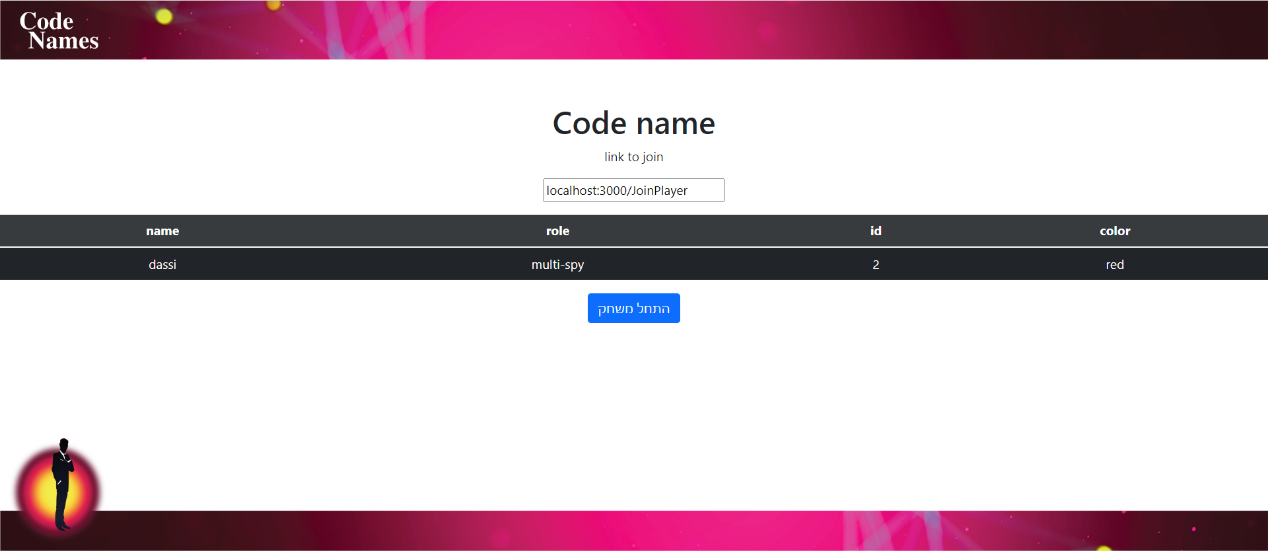 Code
Names
Code name
link to join
localhost:3000/JoinPlayer
name role id color
dassi multi-spy 2 red
התחל משחק